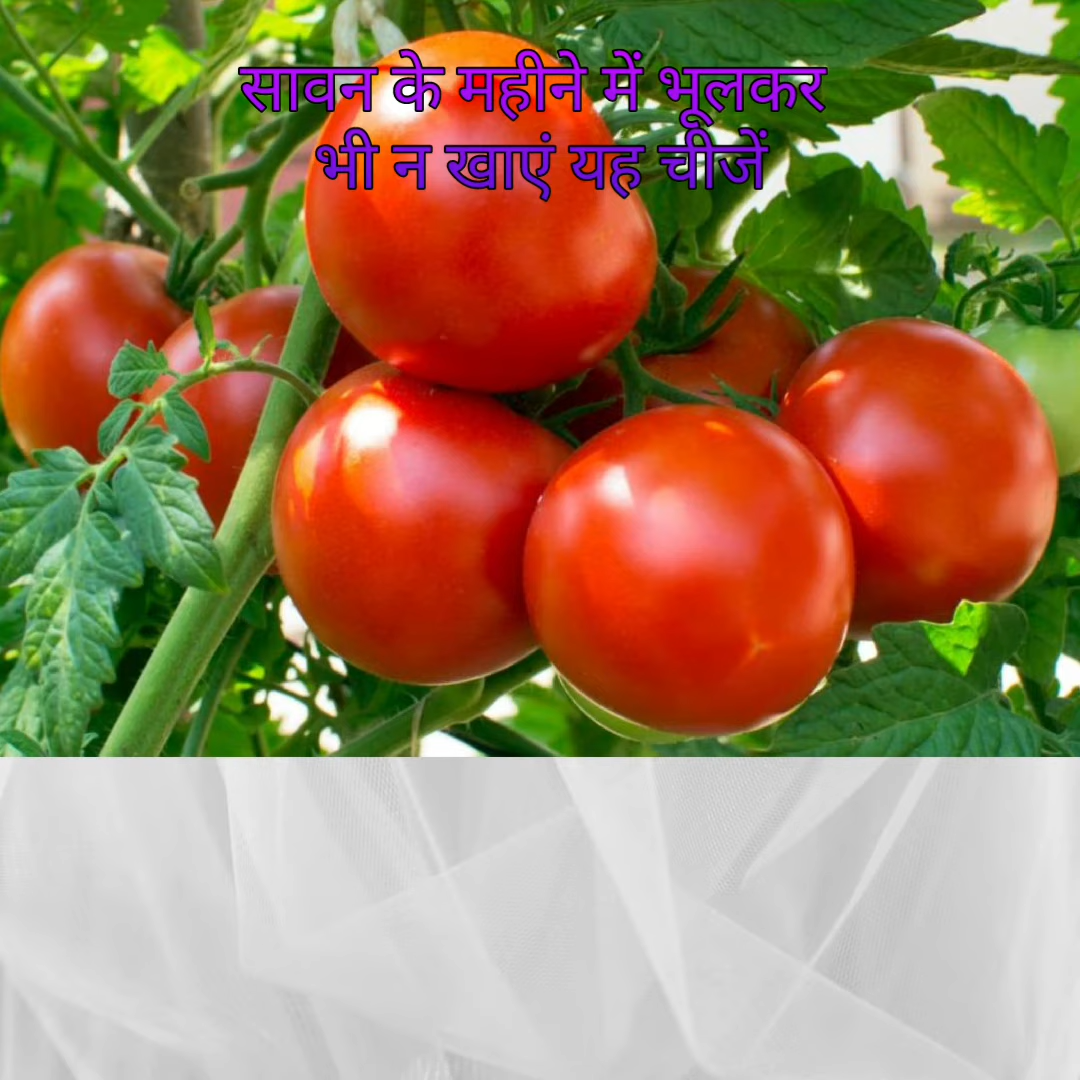 सावन के महीने में भूलकर
भी न खाएं यह चीजें